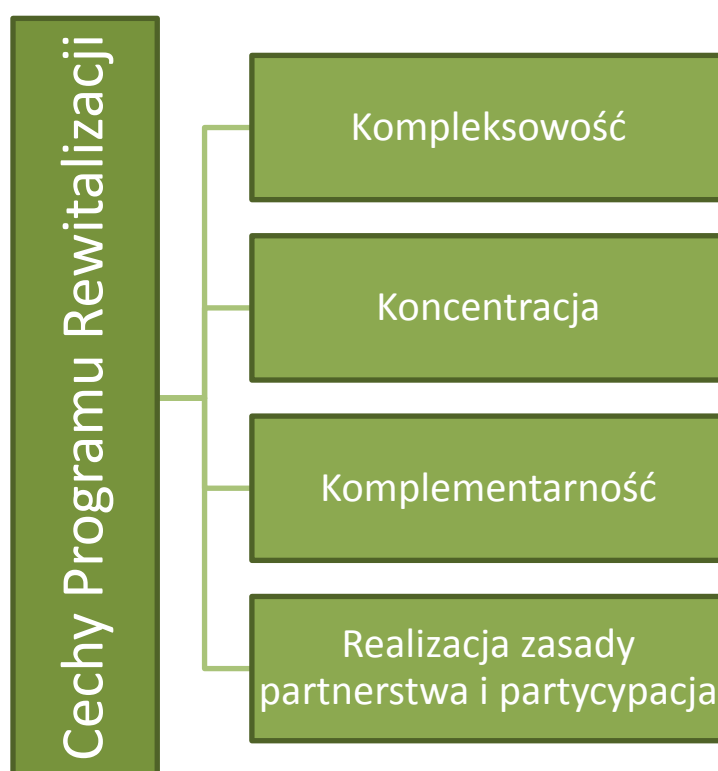 Cechy Programu Rewitalizacji
Kompleksowość
Koncentracja
Komplementarność
Realizacja zasady
partnerstwa i partycypacja